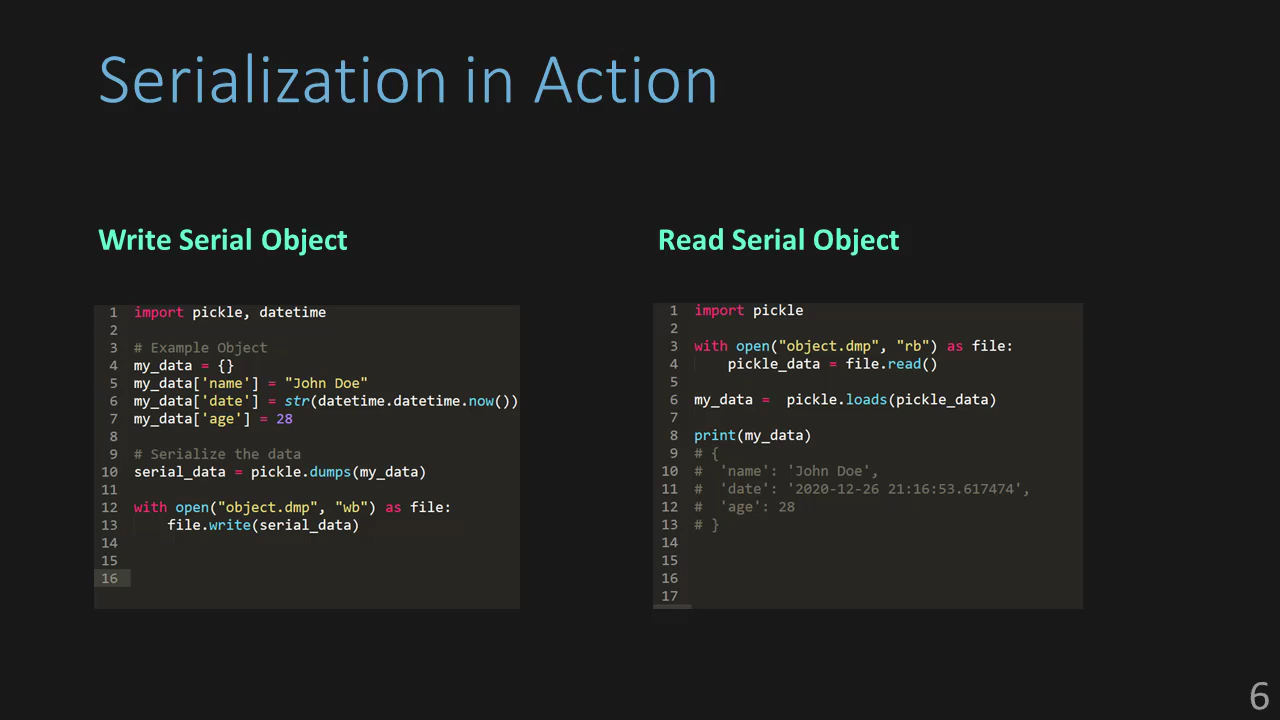 Serialization in Action
Write Serial Object
1 import pickle, datetime
2
3 # Example Object
4 my_data = {}
5 my_data['name'] = "John Doe"
6 my_data['date'] = str(datetime.datetime.now())
7 my_data['age'] = 28
8
9 # Serialize the data
10 serial_data = pickle.dumps(my_data)
11
12 with open("object.dmp", "wb") as file:
13     file.write(serial_data)
14
15
16
Read Serial Object
1 import pickle
2
3 with open("object.dmp", "rb") as file:
4     pickle_data = file.read()
5
6 my_data =  pickle.loads(pickle_data)
7
8 print(my_data)
9 # {
10 #  'name': 'John Doe',
11 #  'date': '2020-12-26 21:16:53.617474',
12 #  'age': 28
13 # }
14
15
16
17
6